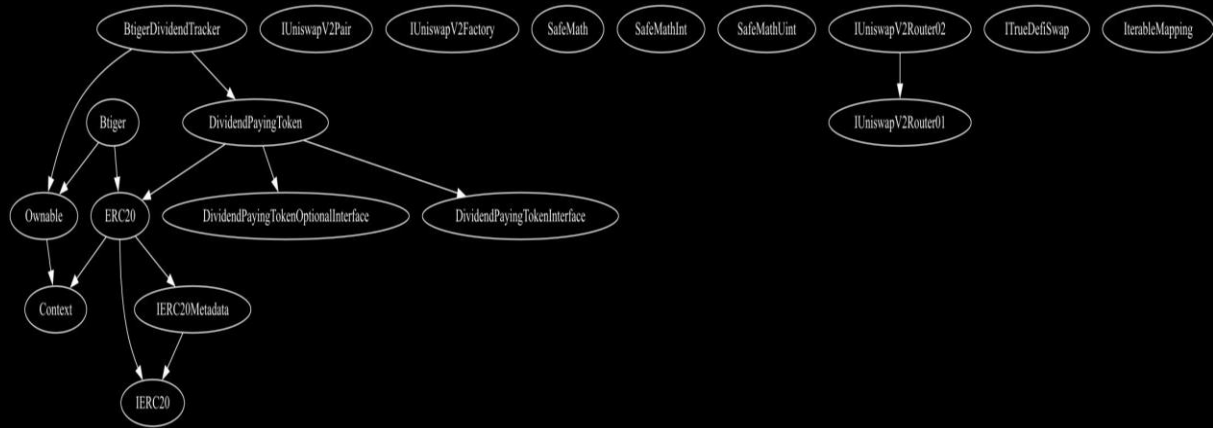 BtigerDividendTracker
IUniswapV2Pair
IUniswapV2Factory
SafeMath
SafeMathInt
SafeMathUint
IUniswapV2Router02
ITrueDefiSwap
IterableMapping
Btiger
DividendPayingToken
IUniswapV2Router01
Ownable
ERC20
DividendPayingTokenOptionalInterface
DividendPayingTokenInterface
Context
IERC20Metadata
IERC20